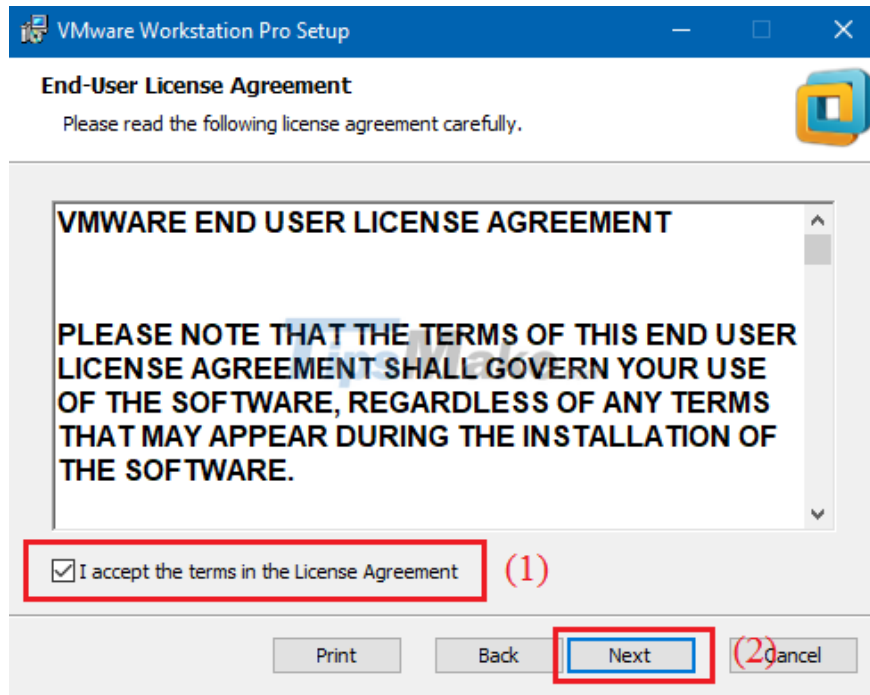 VMware Workstation Pro Setup
End-User License Agreement
Please read the following license agreement carefully.
VMWARE END USER LICENSE AGREEMENT
PLEASE NOTE THAT THE TERMS OF THIS END USER
LICENSE AGREEMENT SHALL GOVERN YOUR USE
OF THE SOFTWARE, REGARDLESS OF ANY TERMS
THAT MAY APPEAR DURING THE INSTALLATION OF
THE SOFTWARE.
TipsMake
I accept the terms in the License Agreement (1)
Print Back Next (2) Cancel